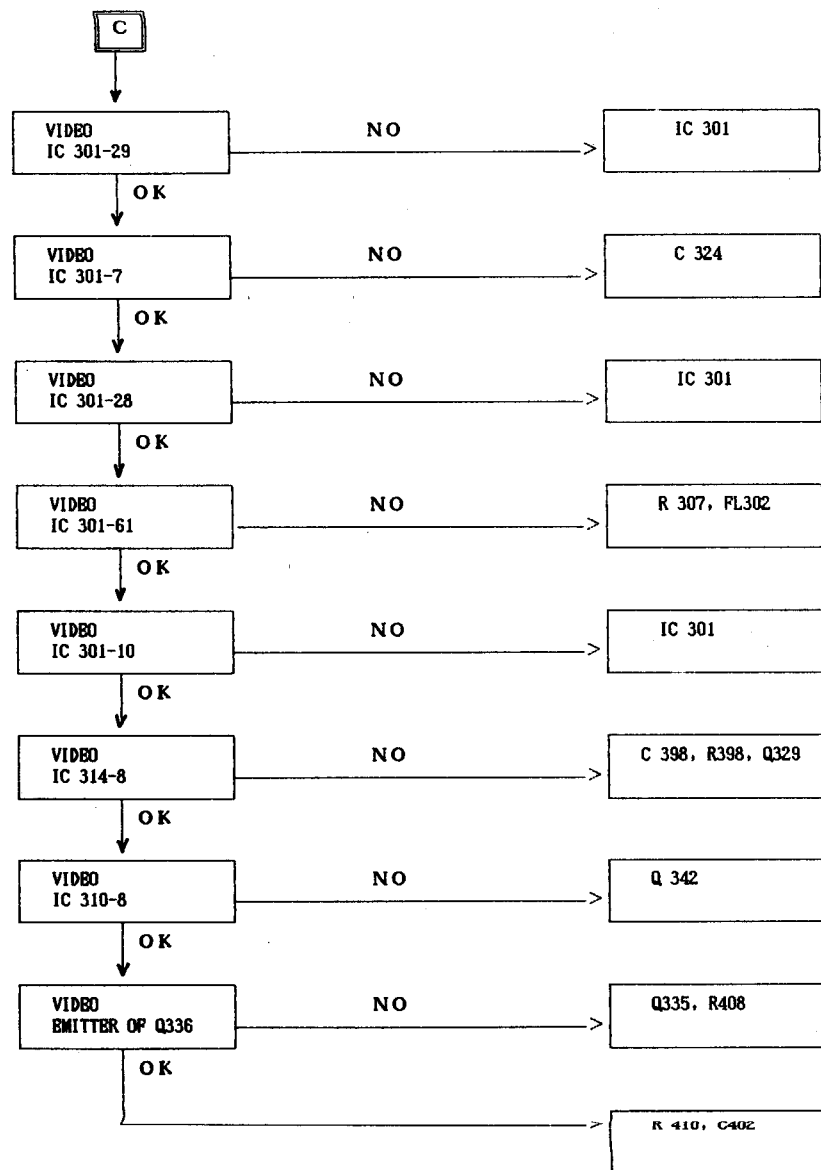 C
VIDEO
IC 301-29
NO
IC 301
OK
VIDEO
IC 301-7
NO
C 324
OK
VIDEO
IC 301-28
NO
IC 301
OK
VIDEO
IC 301-61
NO
R 307, FL302
OK
VIDEO
IC 301-10
NO
IC 301
OK
VIDEO
IC 314-8
NO
C 398, R398, Q329
OK
VIDEO
IC 310-8
NO
Q 342
OK
VIDEO
EMITTER OF Q336
NO
Q335, R408
OK
R 410, C402